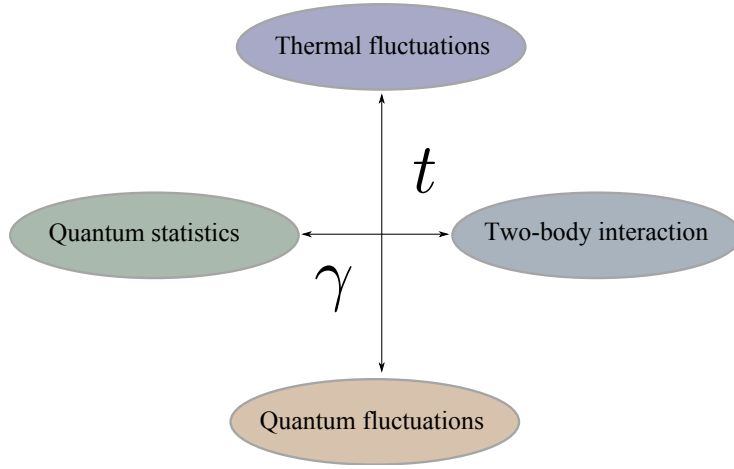 Thermal fluctuations
t
Quantum statistics
Two-body interaction
γ
Quantum fluctuations